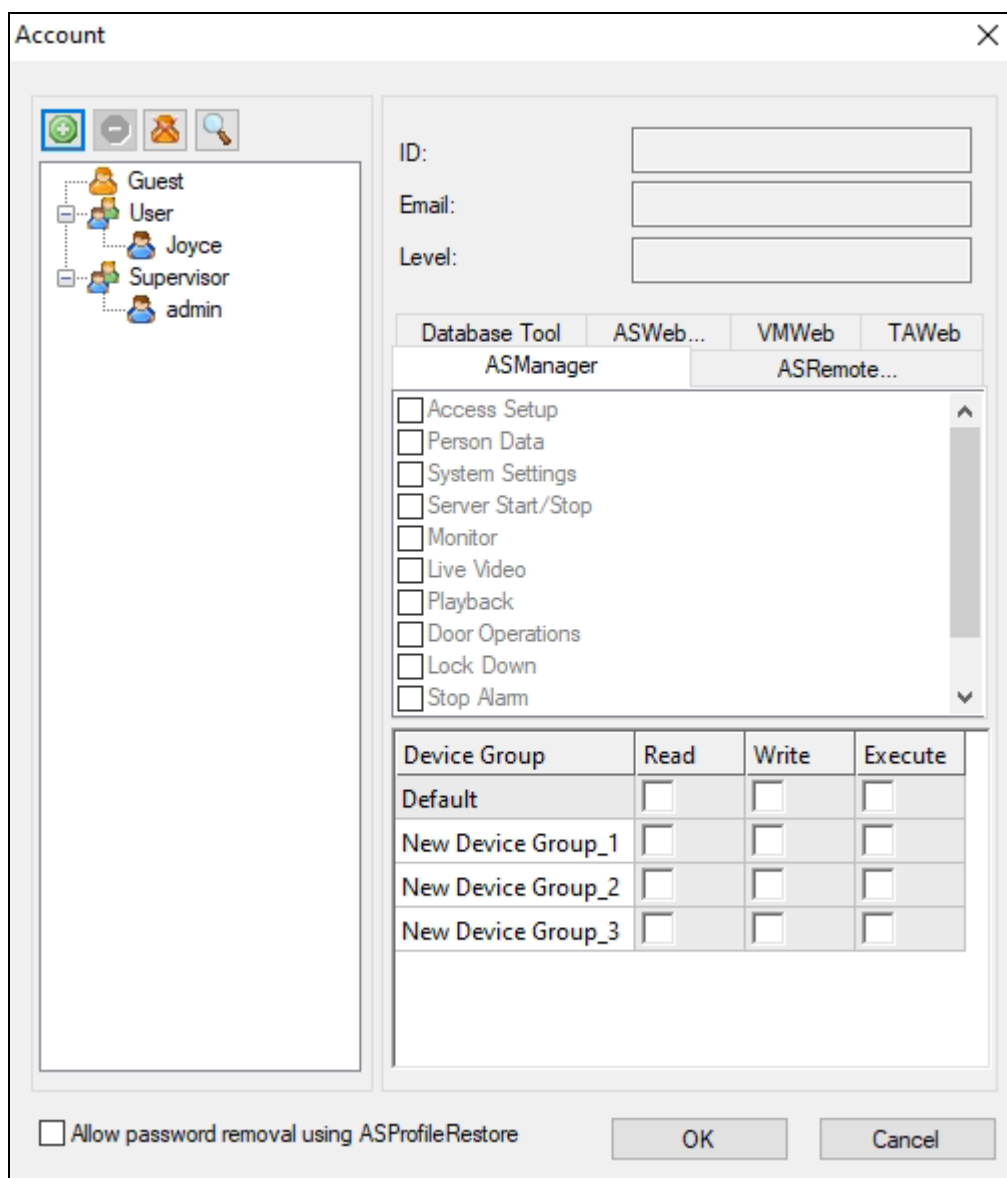 Account
Guest
User
Joyce
Supervisor
admin
ID:
Email:
Level:
Database Tool ASWeb... VMWeb TAWeb
ASManager ASRemote...
Access Setup
Person Data
System Settings
Server Start/Stop
Monitor
Live Video
Playback
Door Operations
Lock Down
Stop Alarm
Device Group Read Write Execute
Default
New Device Group_1
New Device Group_2
New Device Group_3
Allow password removal using ASProfileRestore OK Cancel